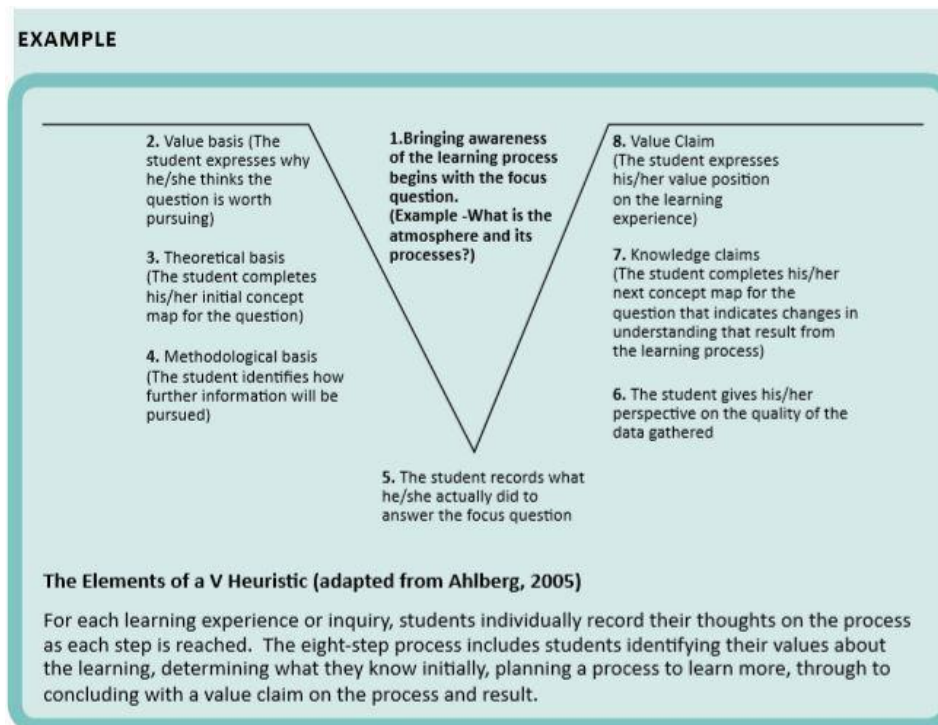 EXAMPLE
1.Bringing awareness
of the learning process
begins with the focus
question.
(Example -What is the
atmosphere and its
processes?)
2. Value basis (The
student expresses why
he/she thinks the
question is worth
pursuing)
3. Theoretical basis
(The student completes
his/her initial concept
map for the question)
4. Methodological basis
(The student identifies how
further information will be
pursued)
5. The student records what
he/she actually did to
answer the focus question
6. The student gives his/her
perspective on the quality of the
data gathered
7. Knowledge claims
(The student completes his/her
next concept map for the
question that indicates changes in
understanding that result from
the learning process)
8. Value Claim
(The student expresses
his/her value position
on the learning
experience)
The Elements of a V Heuristic (adapted from Ahlberg, 2005)
For each learning experience or inquiry, students individually record their thoughts on the process
as each step is reached.  The eight-step process includes students identifying their values about
the learning, determining what they know initially, planning a process to learn more, through to
concluding with a value claim on the process and result.